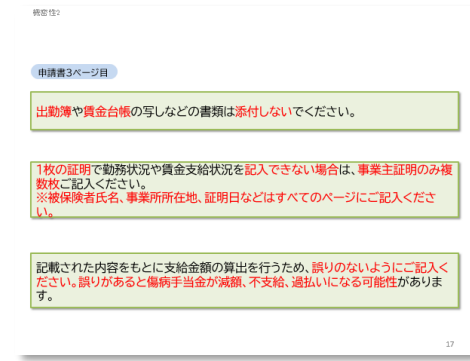 機密性2
申請書3ページ目
出勤簿や賃金台帳の写しなどの書類は添付しないでください。
1枚の証明で勤務状況や賃金支給状況を記入できない場合は、事業主証明のみ複
数枚ご記入ください。
※被保険者氏名、事業所所在地、証明日などはすべてのページにご記入くださ
い。
記載された内容をもとに支給金額の算出を行うため、誤りのないようにご記入く
ださい。誤りがあると傷病手当金が減額、不支給、過払いになる可能性がありま
す。
17